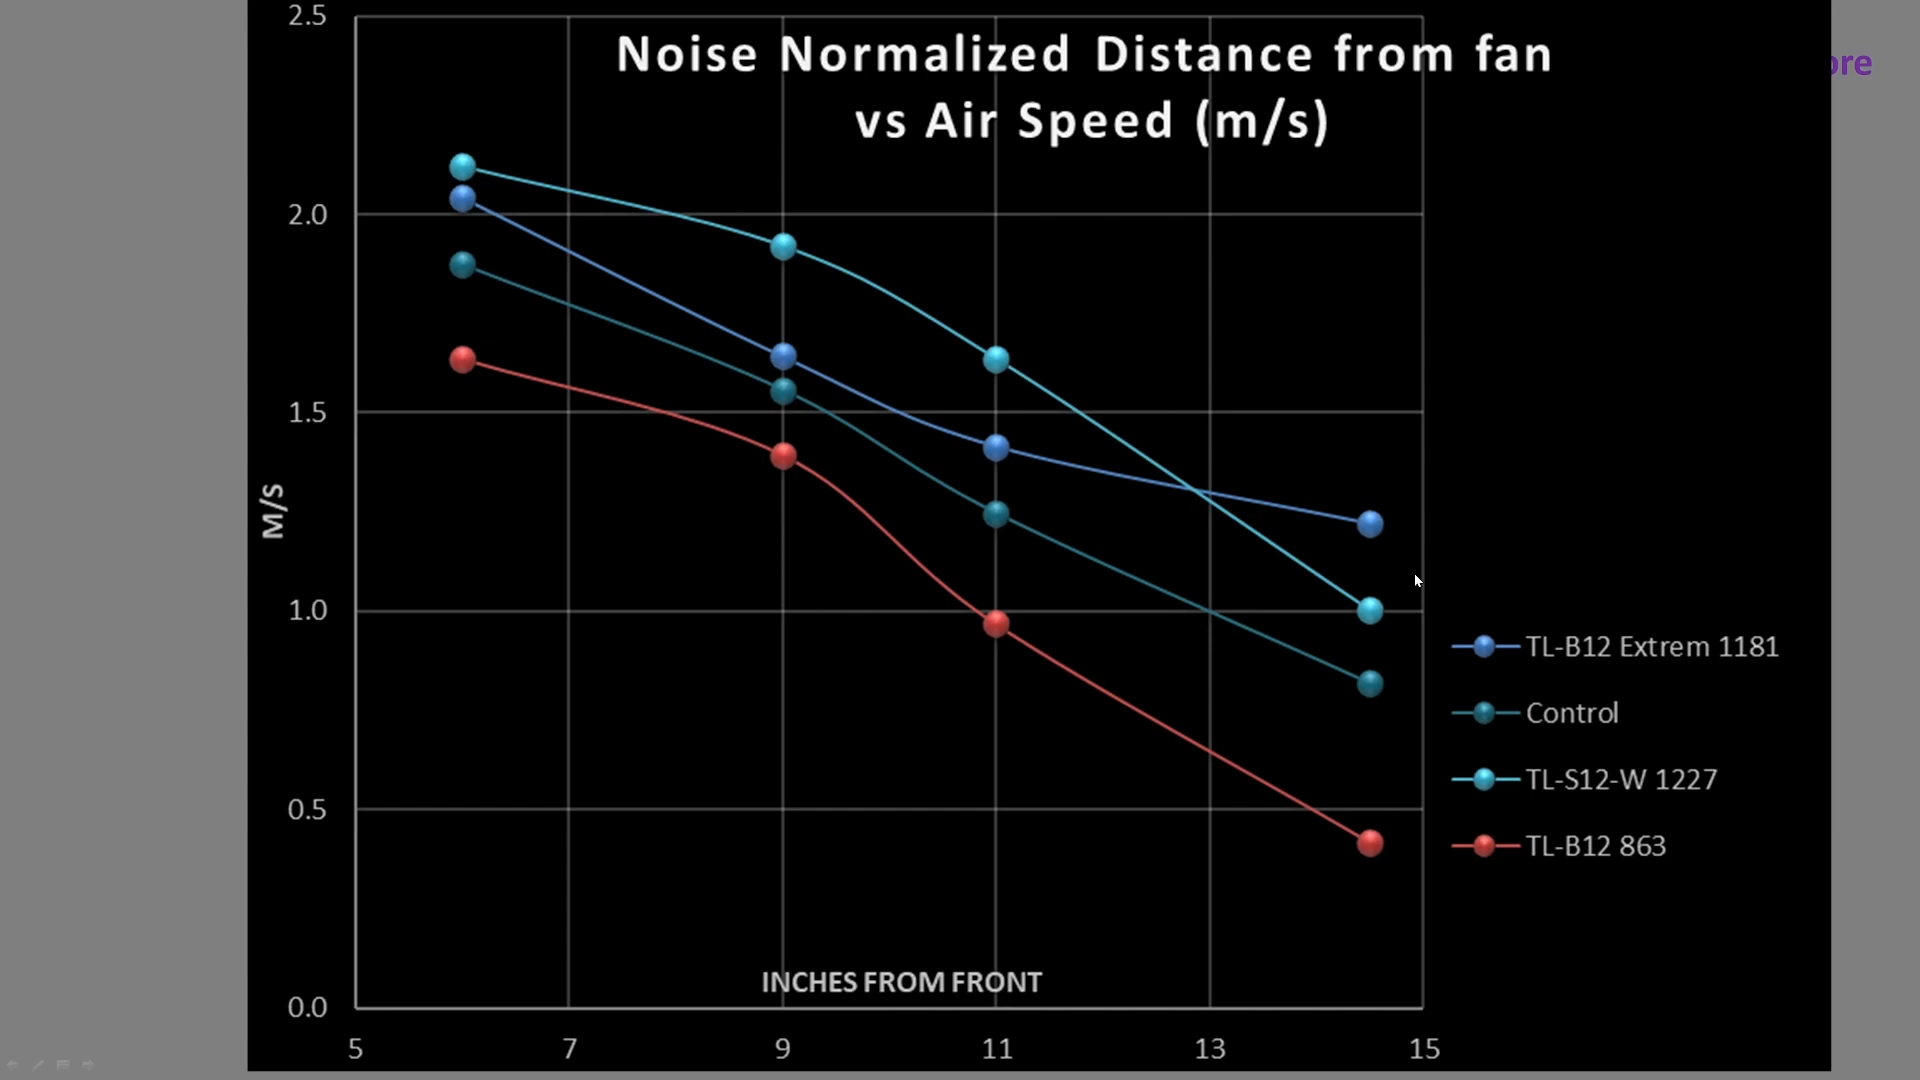 Noise Normalized Distance from fan
vs Air Speed (m/s)
2.5
2.0
1.5
1.0
0.5
0.0
M/S
INCHES FROM FRONT
5 7 9 11 13 15
TL-B12 Extrem 1181
Control
TL-S12-W 1227
TL-B12 863